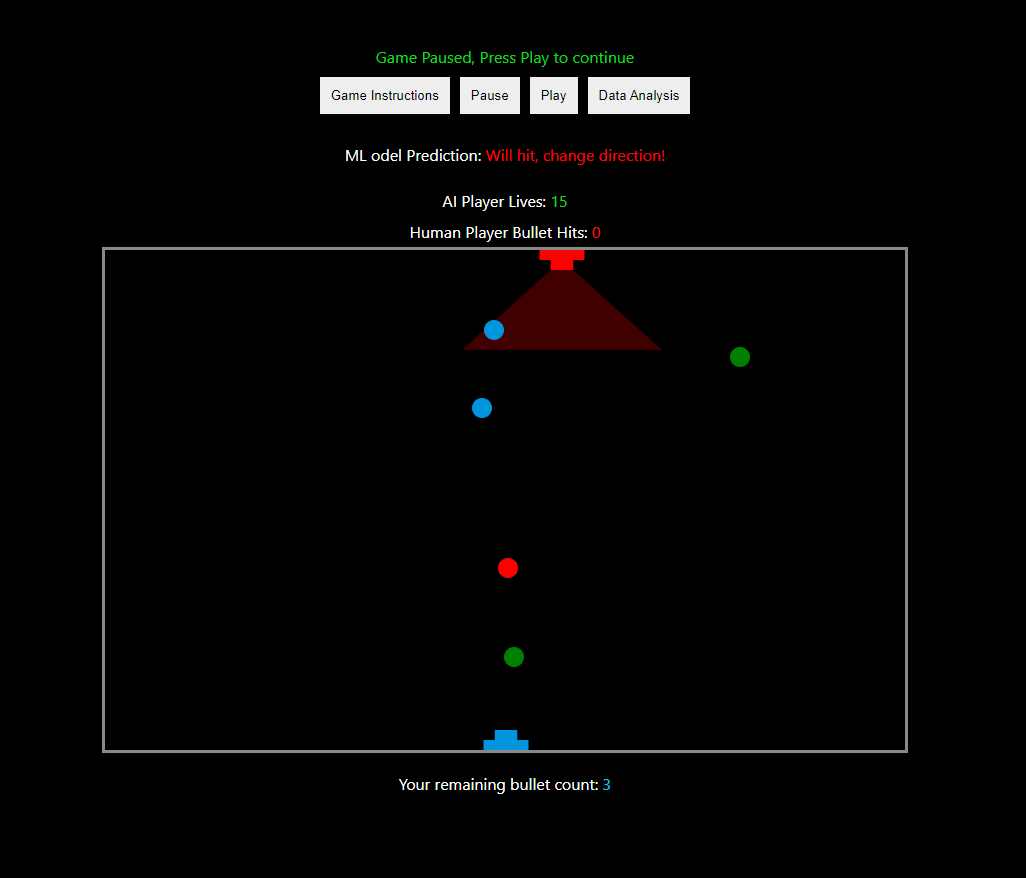 Game Paused, Press Play to continue
Game Instructions Pause Play Data Analysis
ML odel Prediction: Will hit, change direction!
AI Player Lives: 15
Human Player Bullet Hits: 0
Your remaining bullet count: 3